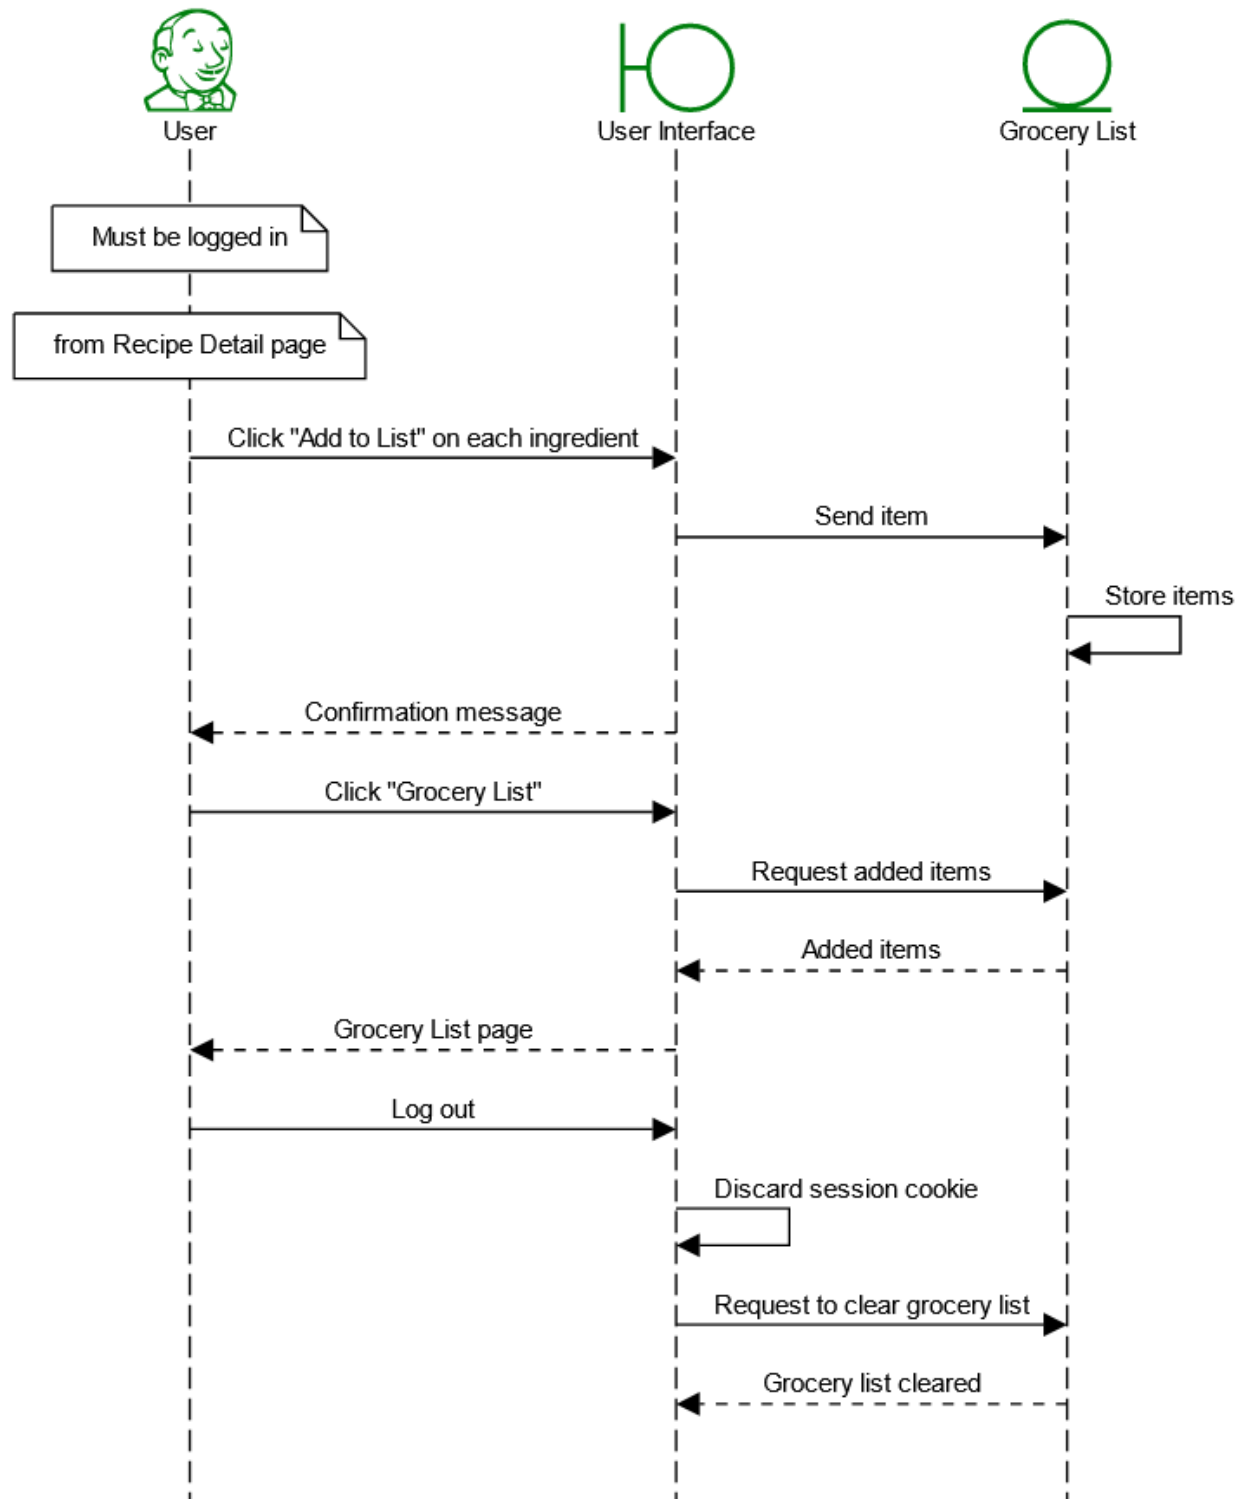 User
User Interface
Grocery List
Must be logged in
from Recipe Detail page
Click "Add to List" on each ingredient
Send item
Store items
Confirmation message
Click "Grocery List"
Request added items
Added items
Grocery List page
Log out
Discard session cookie
Request to clear grocery list
Grocery list cleared